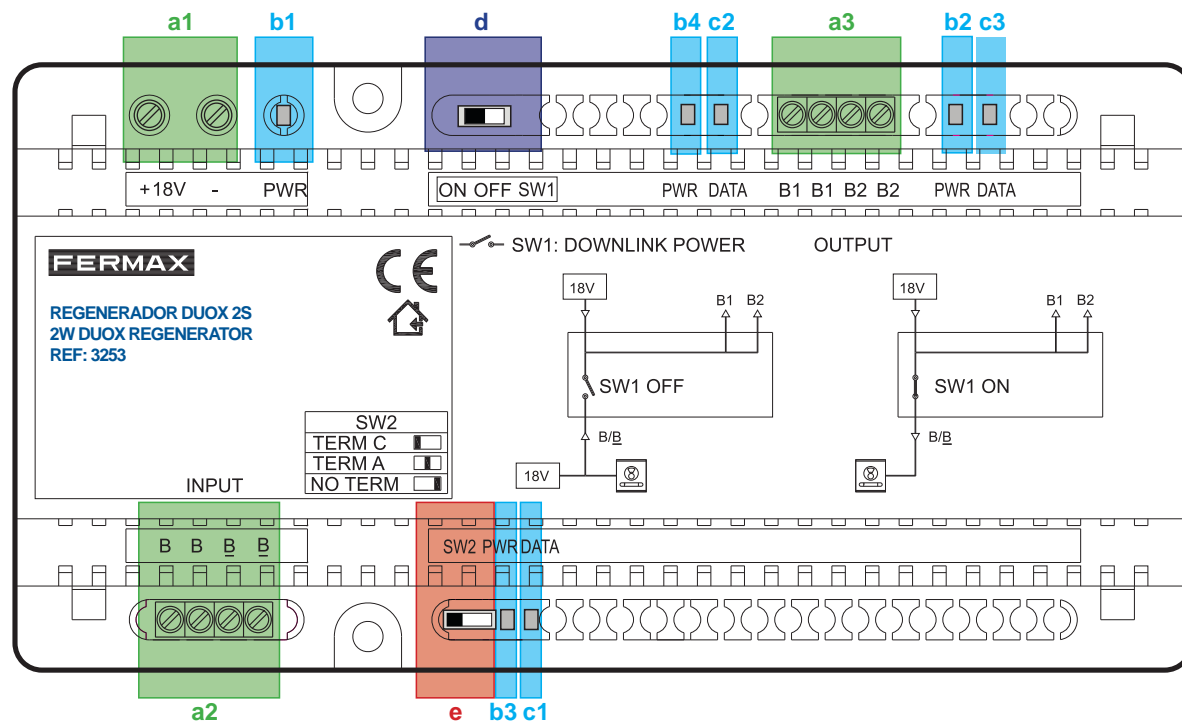 a1 b1 d b4 c2 a3 b2 c3
+18V - PWR ON OFF SW1 PWR DATA B1 B1 B2 B2 PWR DATA
FERMAX
CE
REGENERADOR DUOX 2S
2W DUOX REGENERATOR
REF: 3253
SW2
TERM C
TERM A
NO TERM
SW1: DOWNLINK POWER OUTPUT
18V B1 B2
SW1 OFF
B/B
18V
18V B1 B2
SW1 ON
B/B
INPUT
B B B B SW2 PWR DATA
a2 e b3 c1